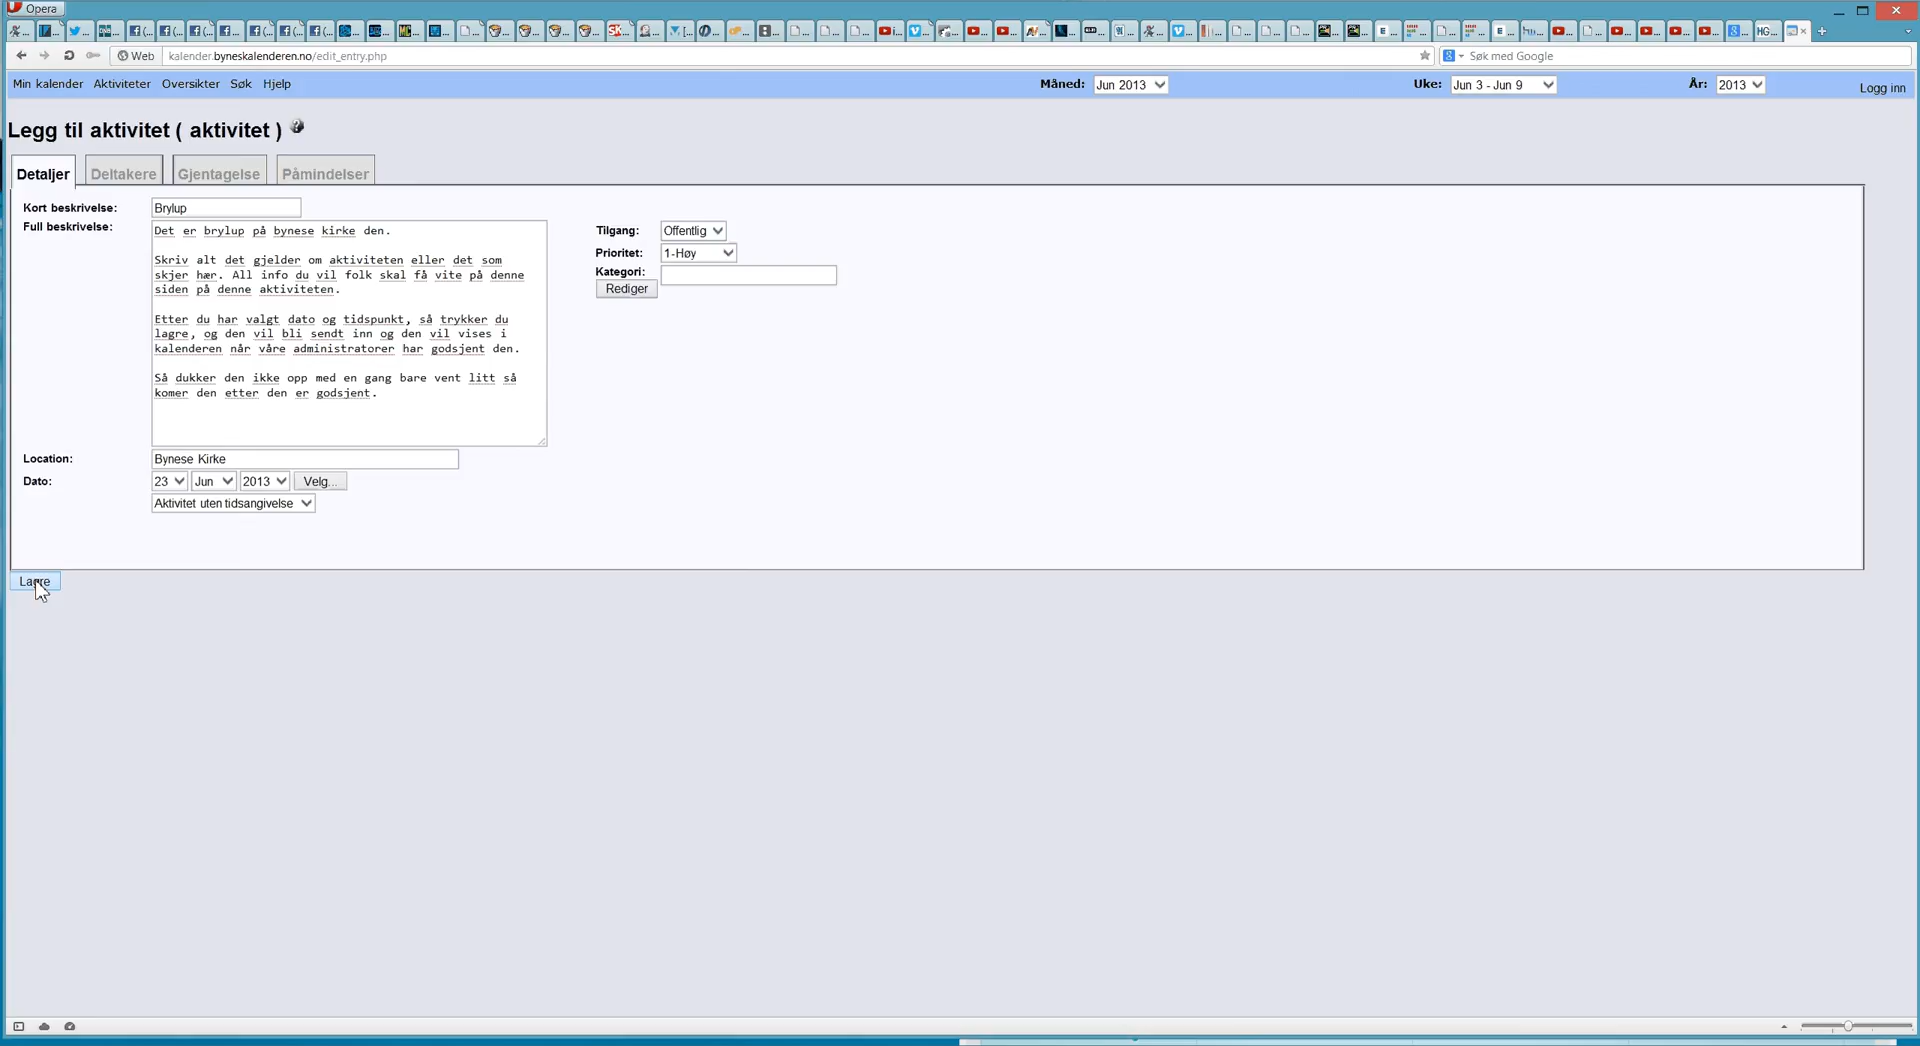 Opera
Web
kalender.byneskalenderen.no/edit_entry.php
Søk med Google
Min kalender Aktiviteter Oversikter Søk Hjelp
Måned: Jun 2013
Uke: Jun 3 - Jun 9
År: 2013
Logg inn
Legg til aktivitet ( aktivitet )
Detaljer Deltakere Gjentagelse Påmindelser
Kort beskrivelse: Brylup
Full beskrivelse:
Det er brylup på bynese kirke den.
Skriv alt det gjelder om aktiviteten eller det som
skjer hær. All info du vil folk skal få vite på denne
siden på denne aktiviteten.
Etter du har valgt dato og tidspunkt, så trykker du
lagre, og den vil bli sendt inn og den vil vises i
kalenderen når våre administratorer har godsjent den.
Så dukker den ikke opp med en gang bare vent litt så
komer den etter den er godsjent.
Tilgang: Offentlig
Prioritet: 1-Høy
Kategori:
Rediger
Location: Bynese Kirke
Dato: 23 Jun 2013 Velg...
Aktivitet uten tidsangivelse
Lagre